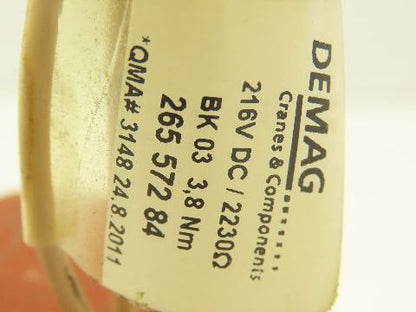 DEMAG
Cranes & Components
216V DC / 2230Ω
BK 03 3,8 Nm
265 572 84
*QMA# 3148 24.8.2011